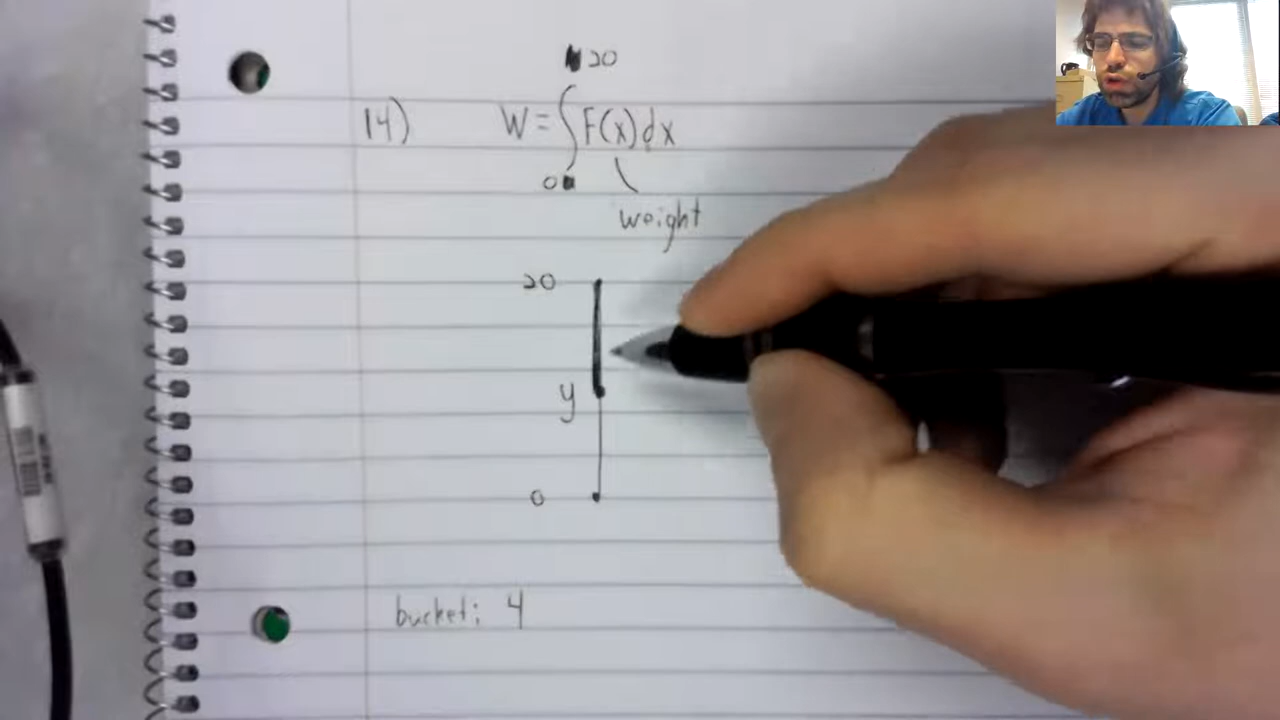 20
14) W = ∫ F(x) dx
0
weight
20
y
0
bucket: 4